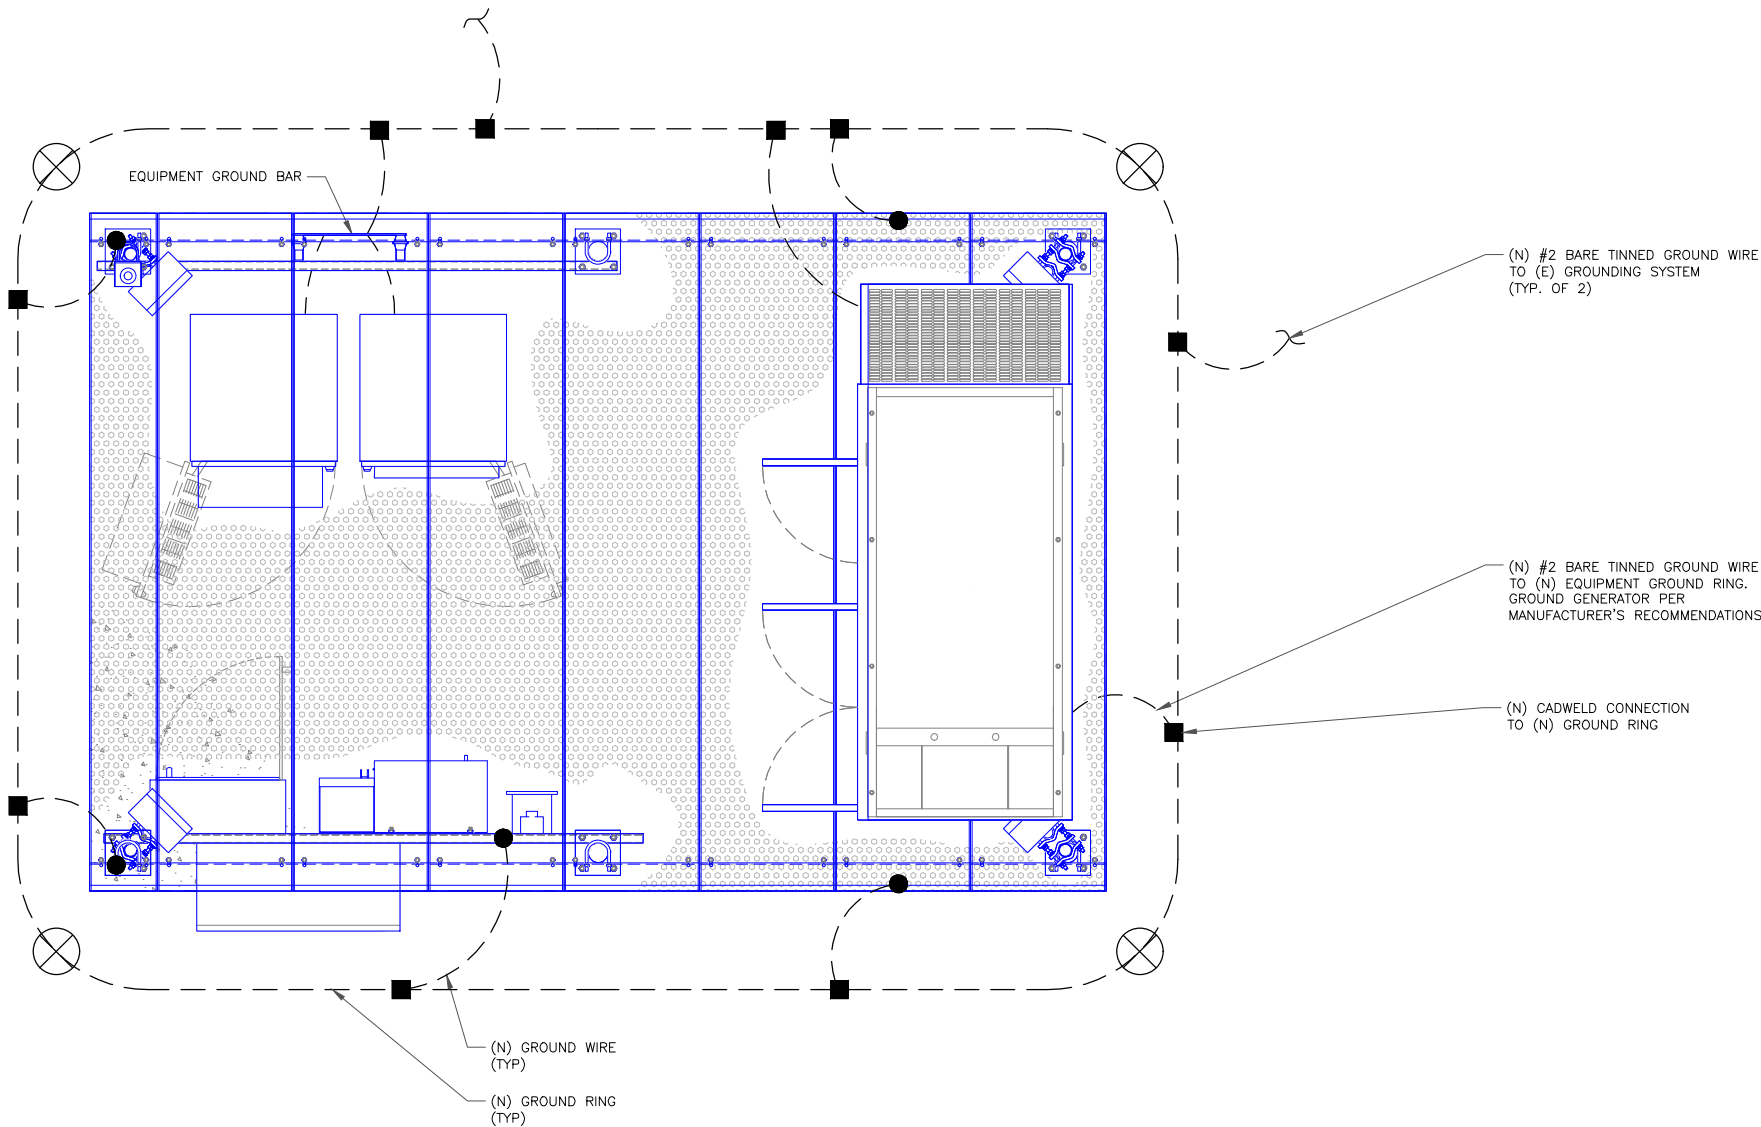 EQUIPMENT GROUND BAR
(N) #2 BARE TINNED GROUND WIRE
TO (E) GROUNDING SYSTEM
(TYP. OF 2)
(N) #2 BARE TINNED GROUND WIRE
TO (N) EQUIPMENT GROUND RING.
GROUND GENERATOR PER
MANUFACTURER'S RECOMMENDATIONS
(N) CADWELD CONNECTION
TO (N) GROUND RING
(N) GROUND WIRE
(TYP)
(N) GROUND RING
(TYP)